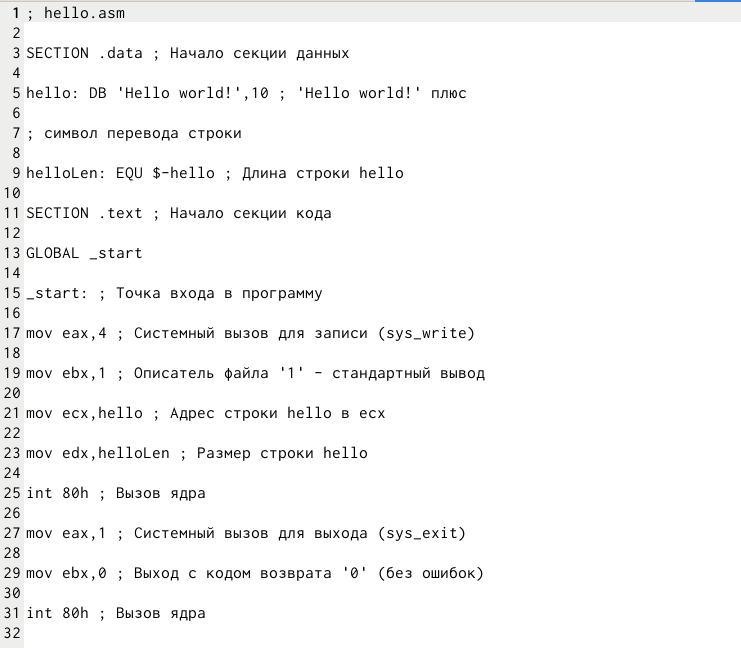 1 ; hello.asm
2
3 SECTION .data ; Начало секции данных
4
5 hello: DB 'Hello world!',10 ; 'Hello world!' плюс
6
7 ; символ перевода строки
8
9 helloLen: EQU $-hello ; Длина строки hello
10
11 SECTION .text ; Начало секции кода
12
13 GLOBAL _start
14
15 _start: ; Точка входа в программу
16
17 mov eax,4 ; Системный вызов для записи (sys_write)
18
19 mov ebx,1 ; Описатель файла '1' - стандартный вывод
20
21 mov ecx,hello ; Адрес строки hello в ecx
22
23 mov edx,helloLen ; Размер строки hello
24
25 int 80h ; Вызов ядра
26
27 mov eax,1 ; Системный вызов для выхода (sys_exit)
28
29 mov ebx,0 ; Выход с кодом возврата '0' (без ошибок)
30
31 int 80h ; Вызов ядра
32